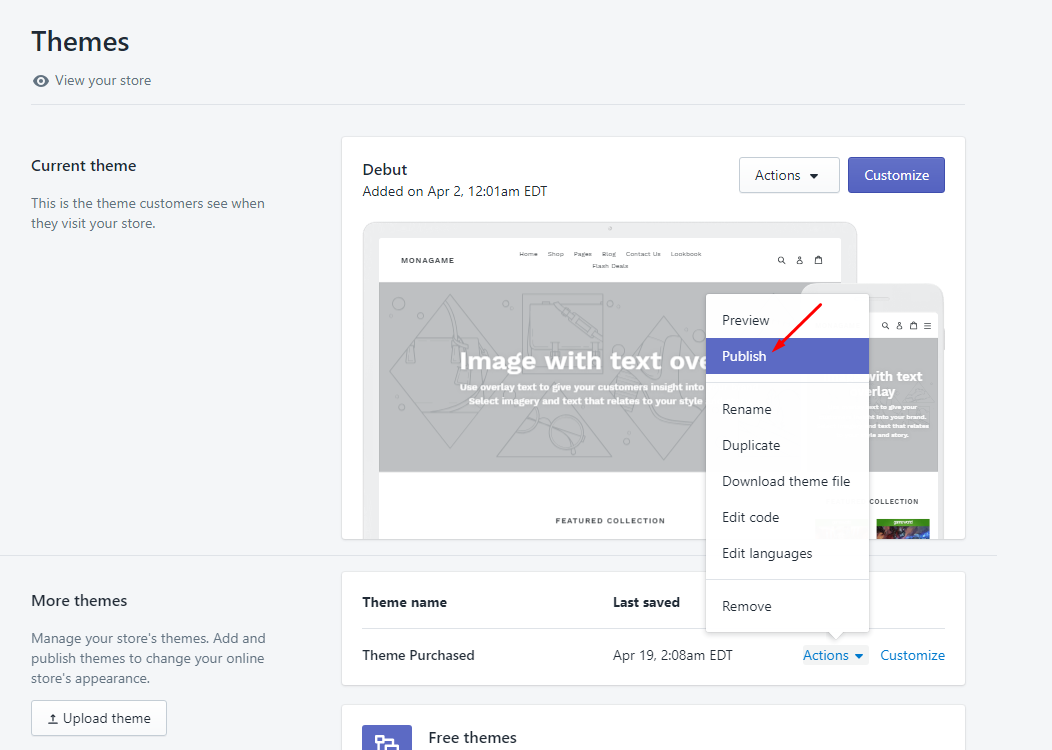 Themes
View your store
Current theme
This is the theme customers see when
they visit your store.
Debut
Added on Apr 2, 12:01am EDT
Actions
Customize
MONAGAME
Home Shop Pages Blog Contact Us Lookbook
Flash Deals
Image with text ove
Use overlay text to give your customers insight into
Select imagery and text that relates to your style
with text
erlay
ext to give your
ht into your brand.
nd text that relates
le and story.
FEATURED COLLECTION
COLLECTION
Preview
Publish
Rename
Duplicate
Download theme file
Edit code
Edit languages
Remove
More themes
Manage your store's themes. Add and
publish themes to change your online
store's appearance.
Upload theme
Theme name Last saved
Theme Purchased Apr 19, 2:08am EDT Actions Customize
Free themes